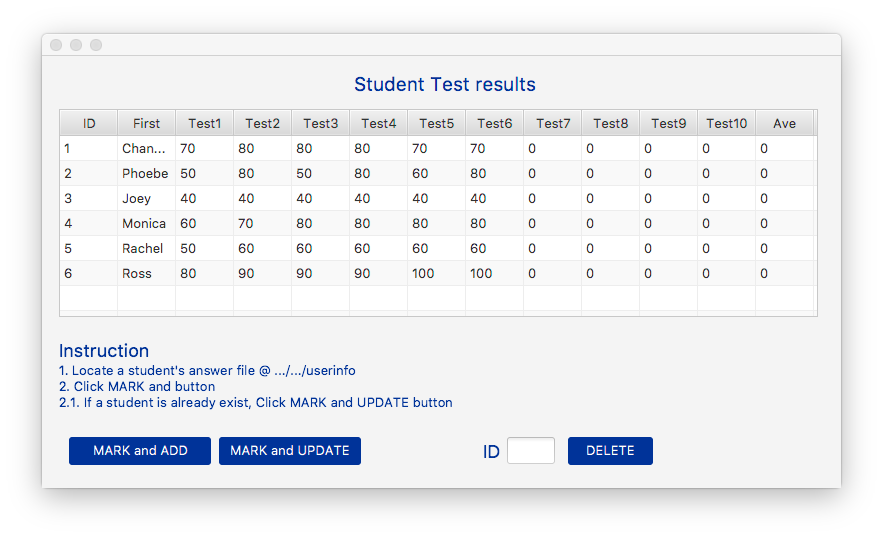 Student Test results
ID First Test1 Test2 Test3 Test4 Test5 Test6 Test7 Test8 Test9 Test10 Ave
1 Chan... 70 80 80 80 70 70 0 0 0 0 0
2 Phoebe 50 80 50 80 60 80 0 0 0 0 0
3 Joey 40 40 40 40 40 40 0 0 0 0 0
4 Monica 60 70 80 80 80 80 0 0 0 0 0
5 Rachel 50 60 60 60 60 60 0 0 0 0 0
6 Ross 80 90 90 90 100 100 0 0 0 0 0
Instruction
1. Locate a student's answer file @ .../.../userinfo
2. Click MARK and button
2.1. If a student is already exist, Click MARK and UPDATE button
MARK and ADD MARK and UPDATE ID DELETE